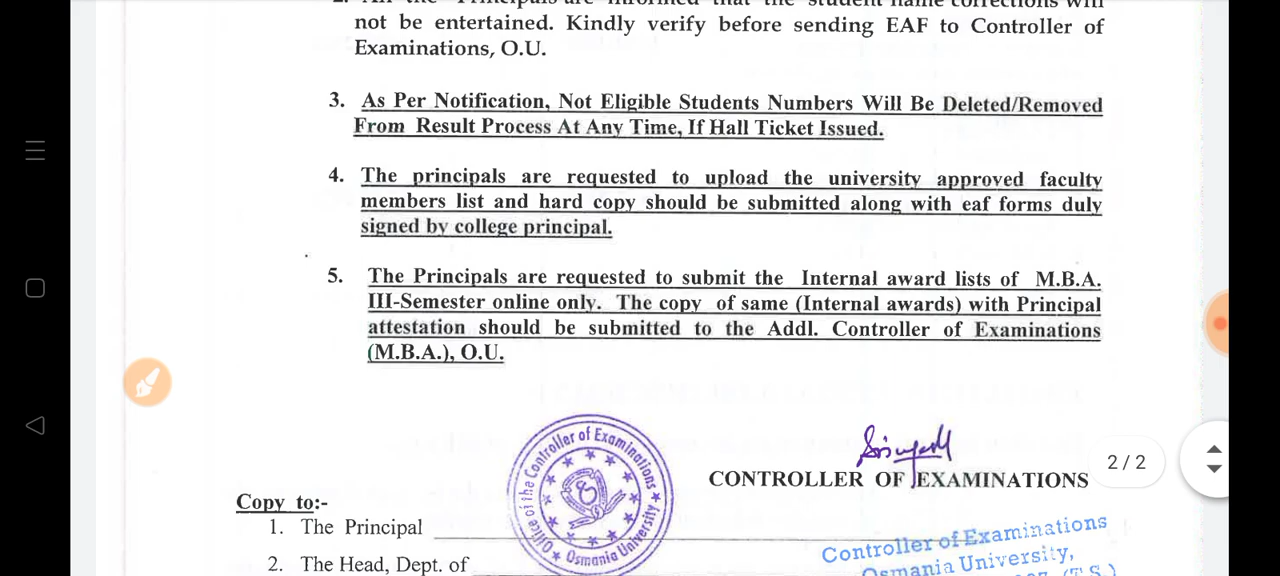 not be entertained. Kindly verify before sending EAF to Controller of
Examinations, O.U.
3. As Per Notification, Not Eligible Students Numbers Will Be Deleted/Removed
From Result Process At Any Time, If Hall Ticket Issued.
4. The principals are requested to upload the university approved faculty
members list and hard copy should be submitted along with eaf forms duly
signed by college principal.
5. The Principals are requested to submit the Internal award lists of M.B.A.
III-Semester online only. The copy of same (Internal awards) with Principal
attestation should be submitted to the Addl. Controller of Examinations
(M.B.A.), O.U.
Office of the Controller of Examinations
Osmania University
CONTROLLER OF EXAMINATIONS
2 / 2
Copy to:-
1. The Principal
2. The Head, Dept. of
Controller of Examinations
Osmania University,
(T.S.)